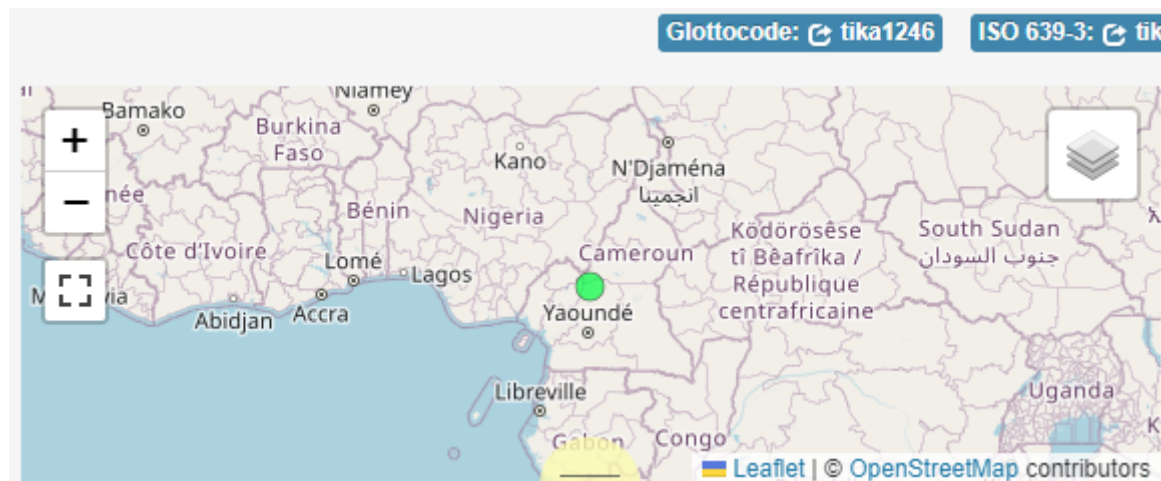 Glottocode: tika1246 ISO 639-3: tik
Niamey
Bamako
Burkina
Faso
Kano
N'Djaména
انجمينا
née
Bénin
Nigeria
Ködörösêse
tî Bêafrîka /
République
centrafricaine
South Sudan
جنوب السودان
Côte d'Ivoire
Lomé
Lagos
Cameroun
Abidjan
Accra
Yaoundé
Libreville
Uganda
Gabon
Congo
Leaflet | © OpenStreetMap contributors